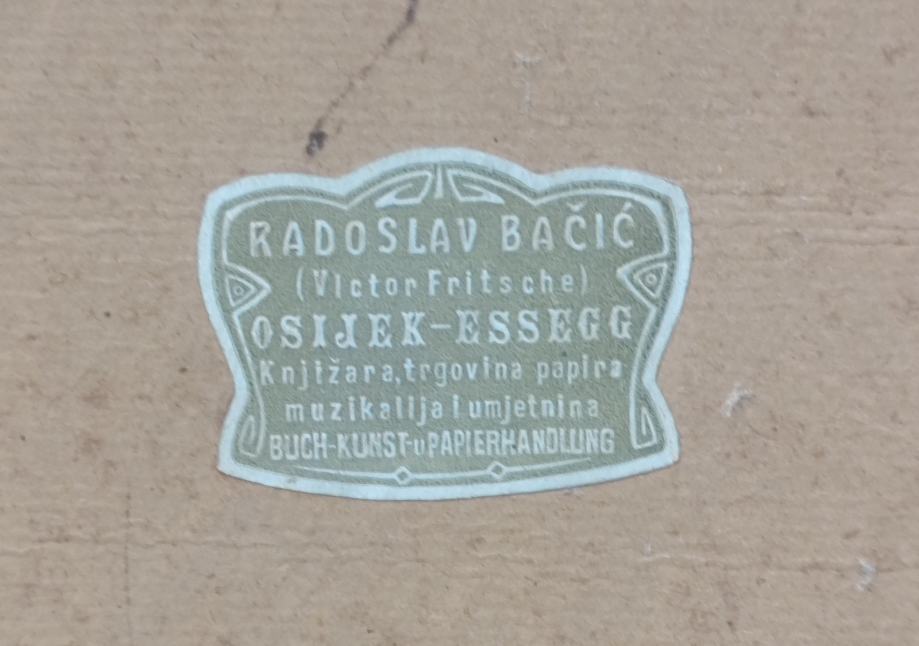 RADOSLAV BAČIĆ
(Victor Fritsche)
OSIJEK-ESSEGG
Knjižara, trgovina papira
muzikalija i umjetnina
BUCH-KUNST-u PAPIERHANDLUNG